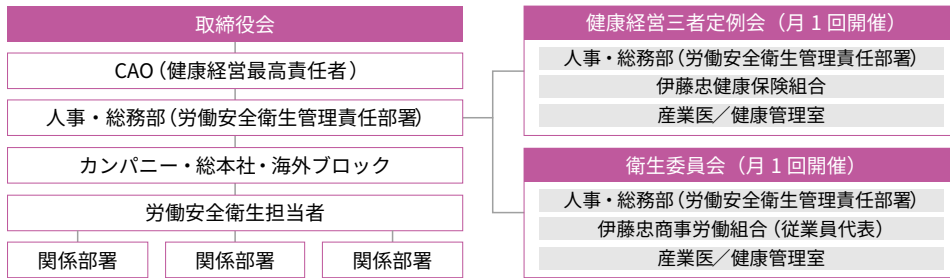 取締役会
CAO（健康経営最高責任者）
人事・総務部（労働安全衛生管理責任部署）
カンパニー・総本社・海外ブロック
労働安全衛生担当者
関係部署
関係部署
関係部署
健康経営三者定例会（月1回開催）
人事・総務部（労働安全衛生管理責任部署）
伊藤忠健康保険組合
産業医／健康管理室
衛生委員会（月1回開催）
人事・総務部（労働安全衛生管理責任部署）
伊藤忠商事労働組合（従業員代表）
産業医／健康管理室